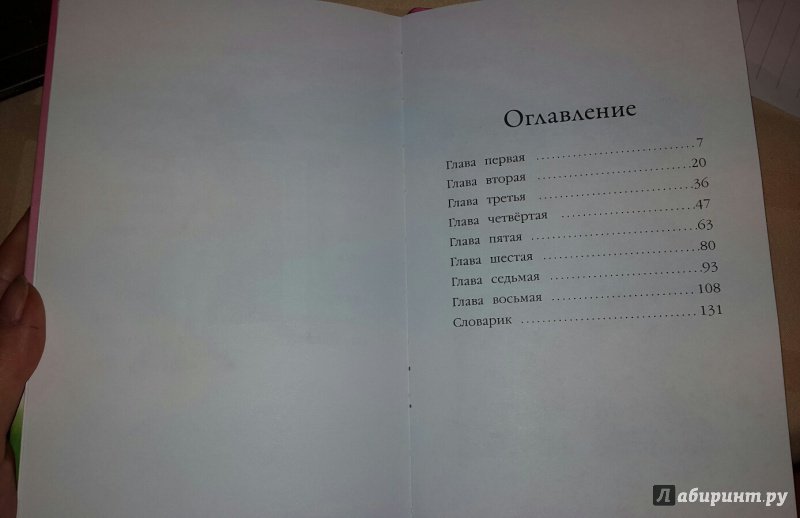 Оглавление
Глава первая 7
Глава вторая 20
Глава третья 36
Глава четвёртая 47
Глава пятая 63
Глава шестая 80
Глава седьмая 93
Глава восьмая 108
Словарик 131
Лабиринт.ру